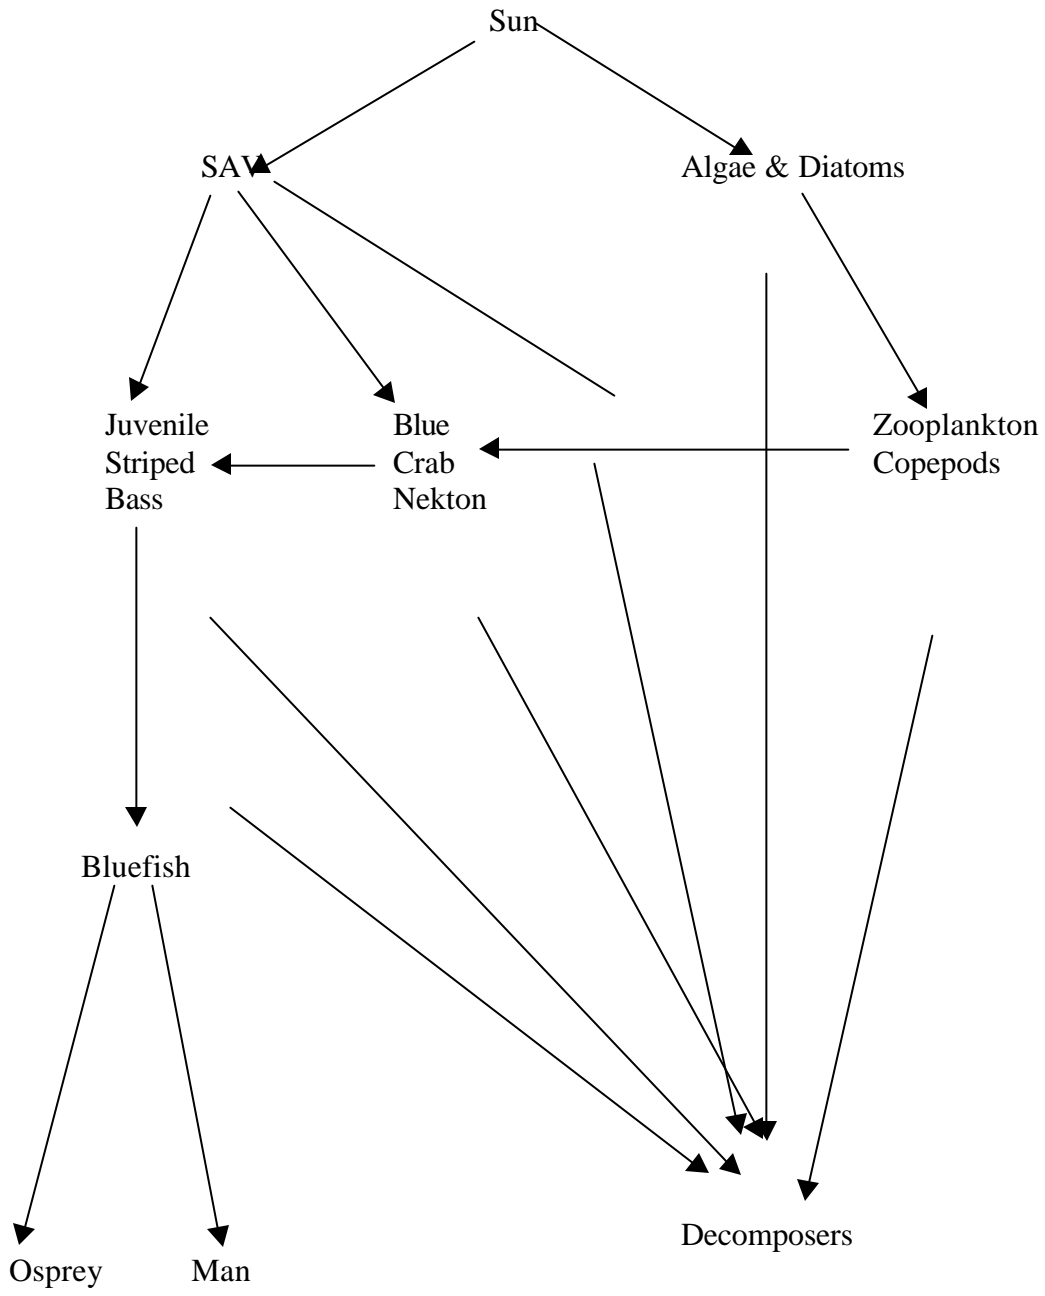 Sun
SAV
Algae & Diatoms
Juvenile
Striped
Bass
Blue
Crab
Nekton
Zooplankton
Copepods
Bluefish
Decomposers
Osprey
Man